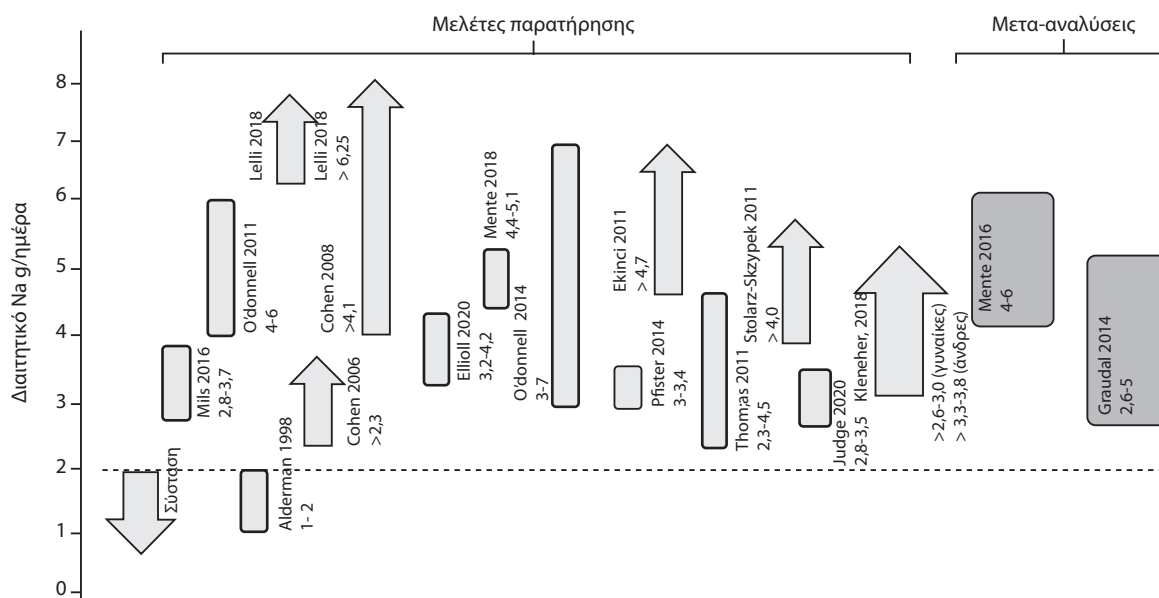 Μελέτες παρατήρησης
Μετα-αναλύσεις
Διαιτητικό Na g/ημέρα
8
7
6
5
4
3
2
1
0
Σύσταση
Mils 2016
2,8-3,7
O'donnell 2011
4-6
Alderman 1998
1- 2
Lelli 2018
Lelli 2018
> 6,25
Cohen 2006
>2,3
Cohen 2008
>4,1
Ellioll 2020
3,2-4,2
Mente 2018
4,4-5,1
O'donnell 2014
3-7
Ekinci 2011
> 4,7
Pfister 2014
3-3,4
Thom;as 2011
2,3-4,5
Stolarz-Skzypek 2011
> 4,0
Judge 2020
2,8-3,5
Kleneher, 2018
>2,6-3,0 (γυναίκες)
> 3,3-3,8 (άνδρες)
Mente 2016
4-6
Graudal 2014
2,6-5